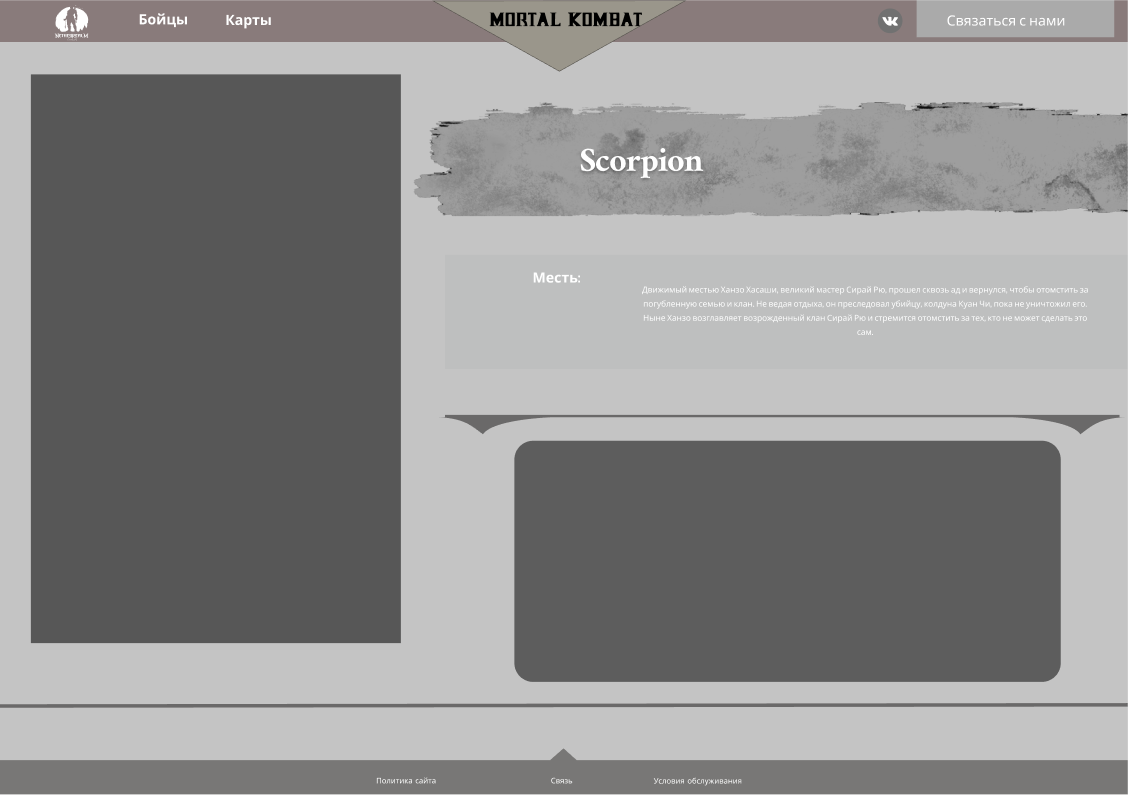 Бойцы
Карты
MORTAL KOMBAT
Связаться с нами
Scorpion
Месть:
Движимый местью Ханзо Хасаши, великий мастер Сирай Рю, прошел сквозь ад и вернулся, чтобы отомстить за
погубленную семью и клан. Не ведая отдыха, он преследовал убийцу, колдуна Куан Чи, пока не уничтожил его.
Ныне Ханзо возглавляет возрожденный клан Сирай Рю и стремится отомстить за тех, кто не может сделать это
сам.
Политика сайта
Связь
Условия обслуживания